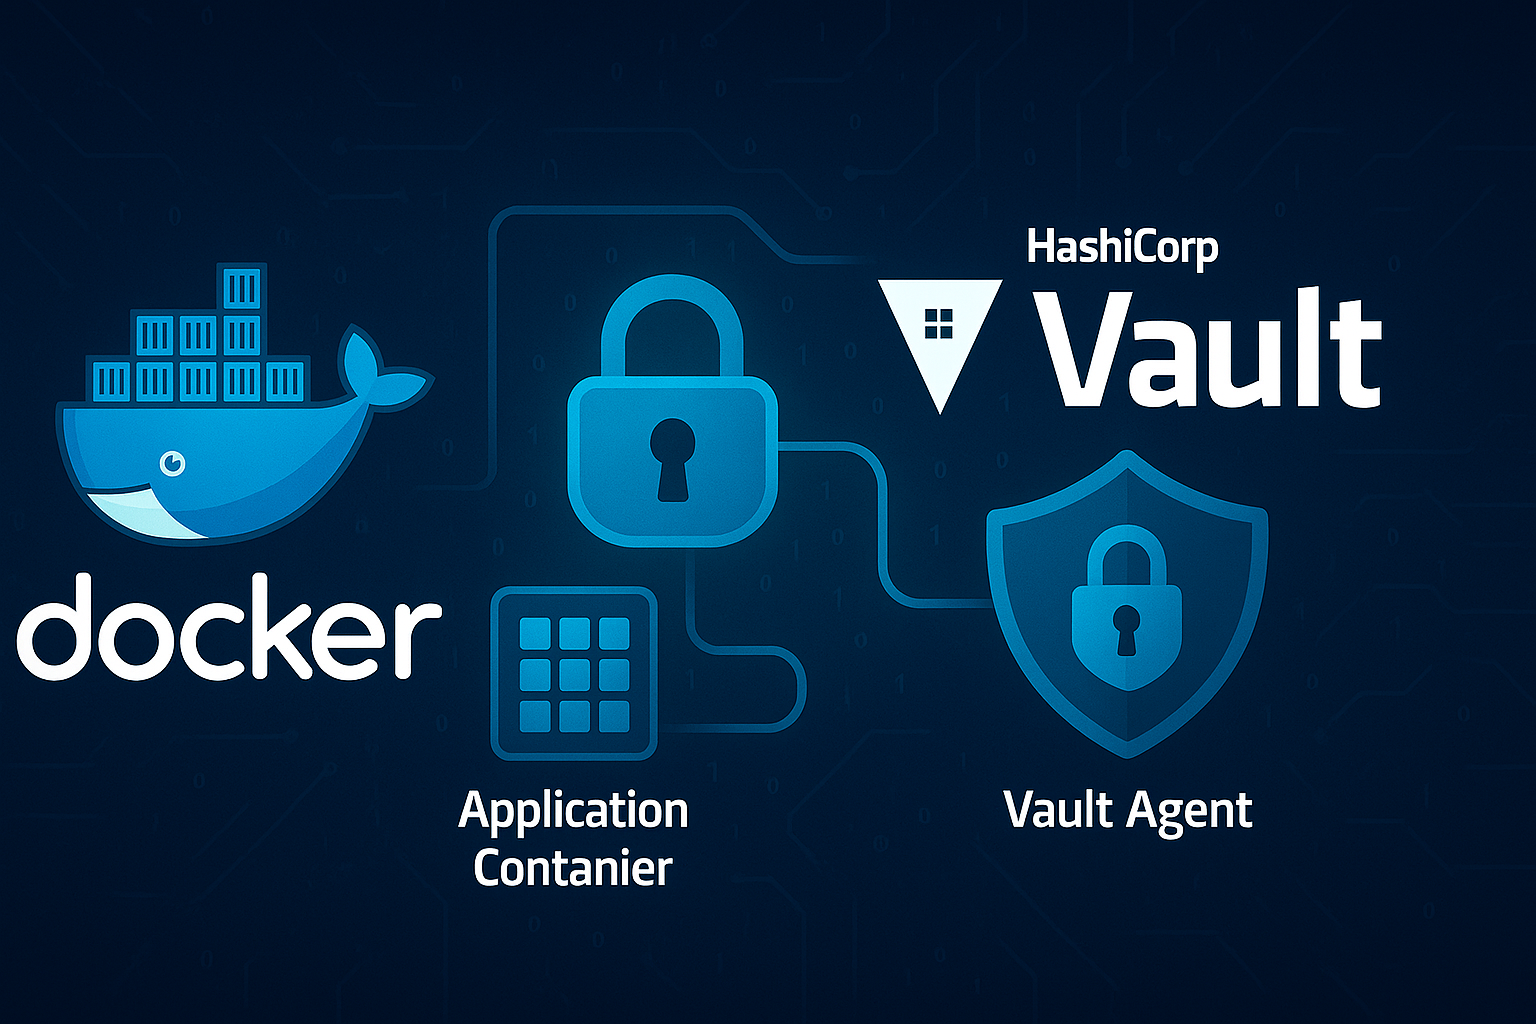 HashiCorp
Vault
docker
Application
Contanier
Vault Agent